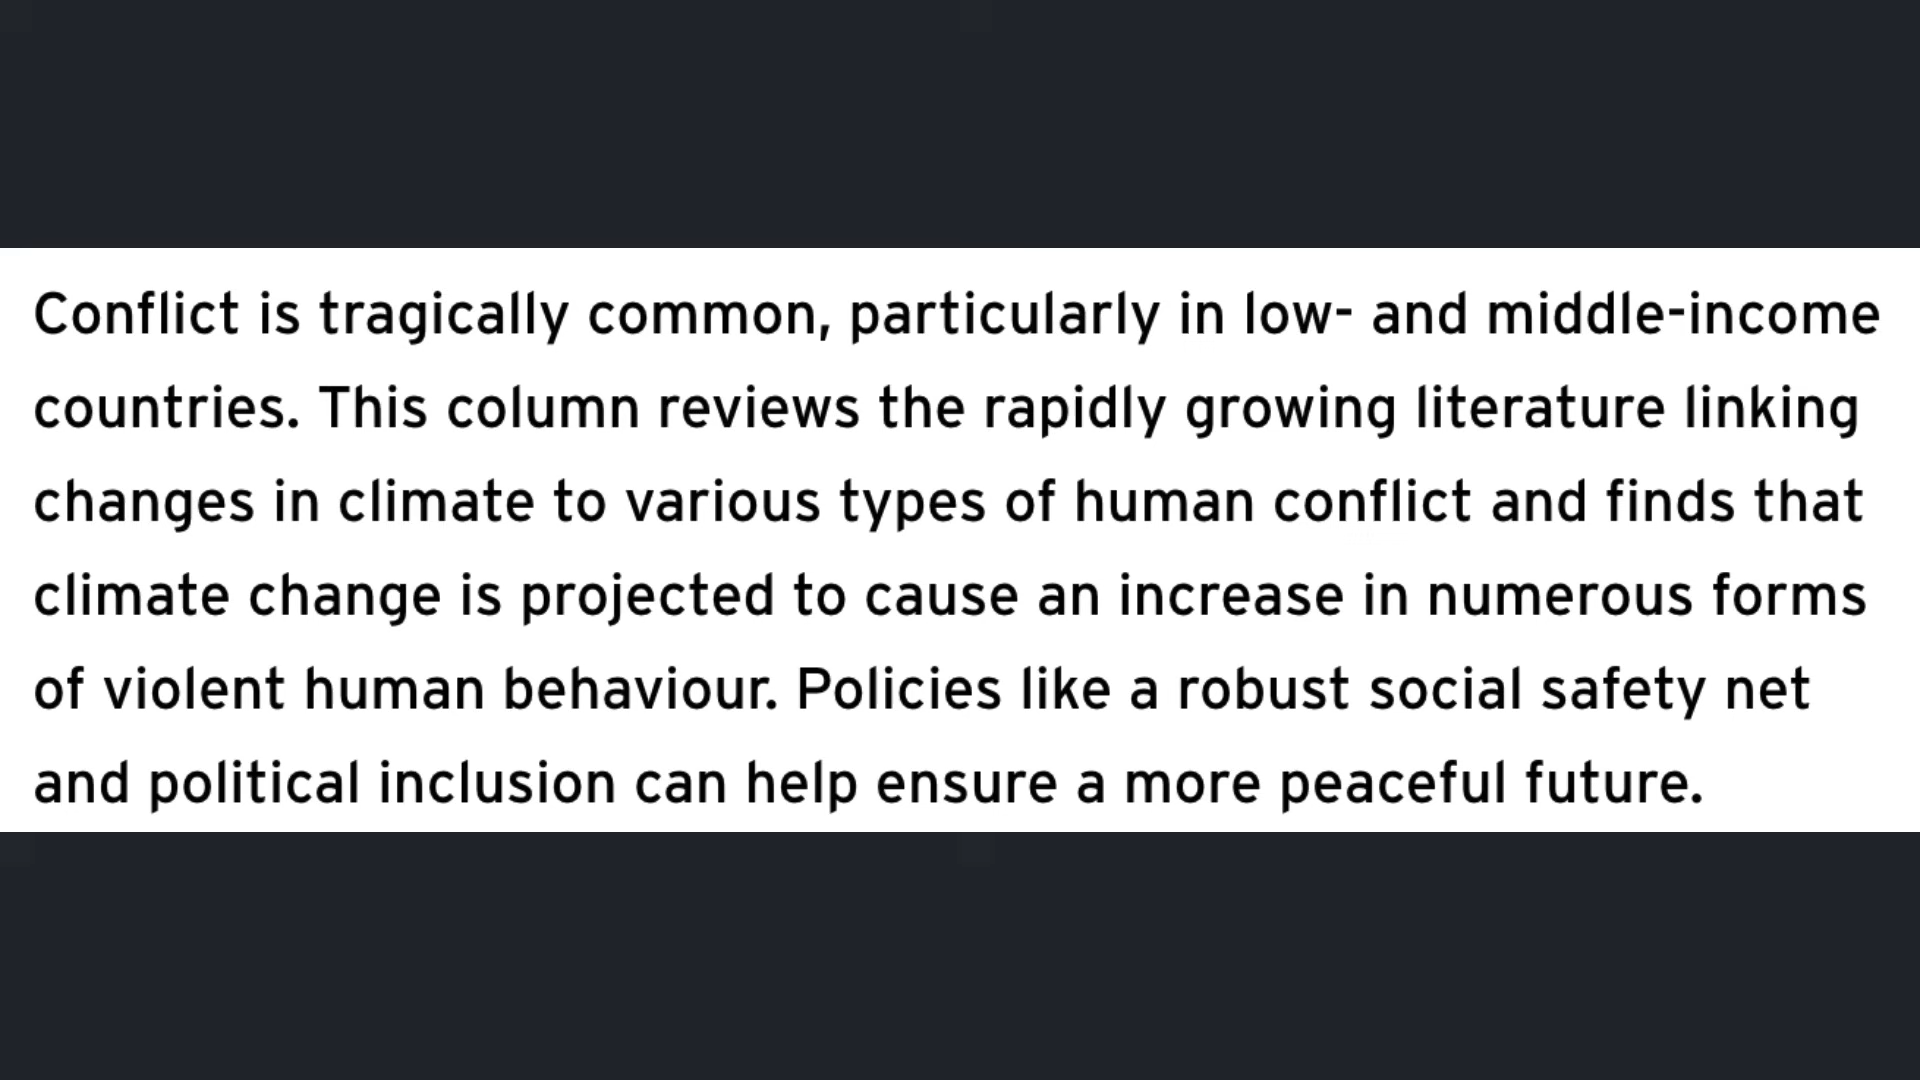 Conflict is tragically common, particularly in low- and middle-income
countries. This column reviews the rapidly growing literature linking
changes in climate to various types of human conflict and finds that
climate change is projected to cause an increase in numerous forms
of violent human behaviour. Policies like a robust social safety net
and political inclusion can help ensure a more peaceful future.